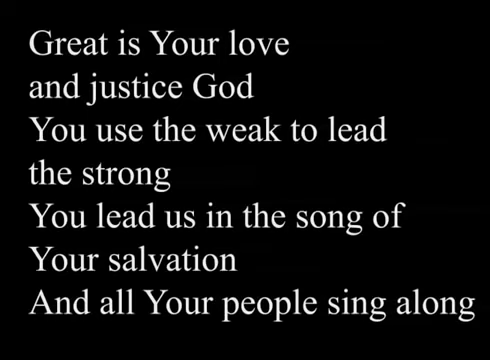 Great is Your love
and justice God
You use the weak to lead
the strong
You lead us in the song of
Your salvation
And all Your people sing along